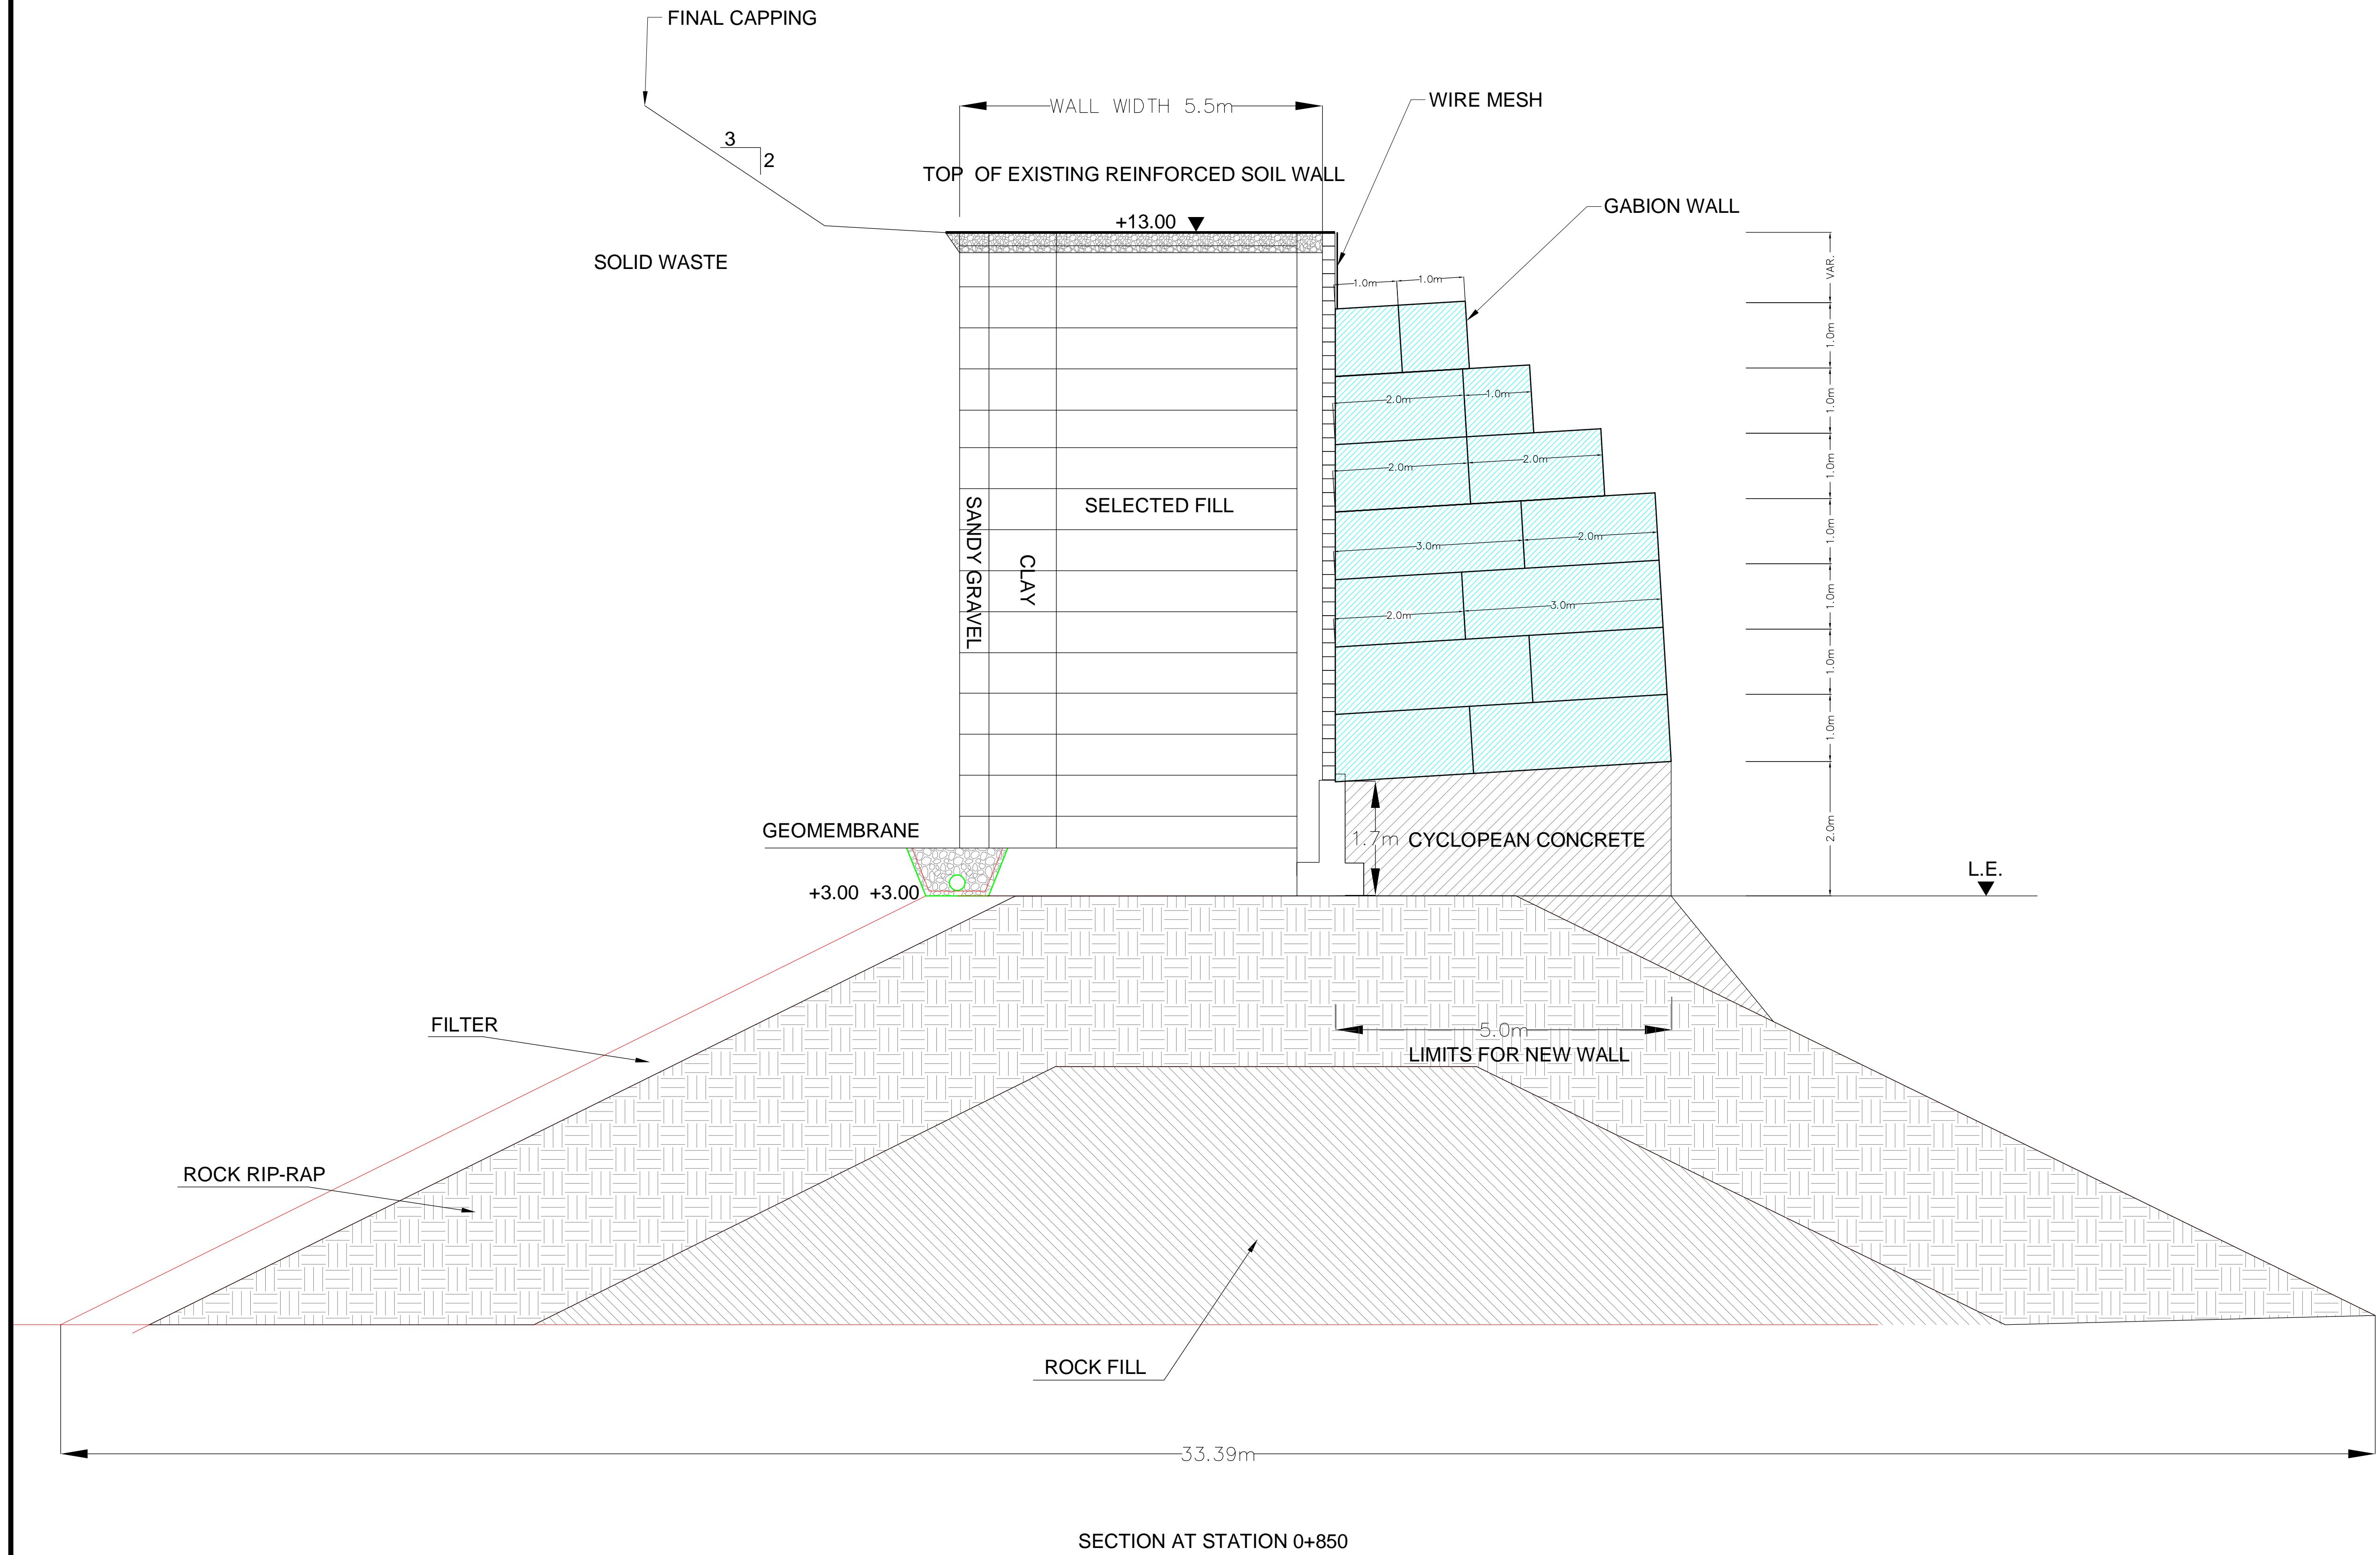 FINAL CAPPING
WIRE MESH
WALL WIDTH 5.5m
3
2
TOP OF EXISTING REINFORCED SOIL WALL
GABION WALL
+13.00
SOLID WASTE
VAR.
1.0m
1.0m
1.0m
1.0m
1.0m
2.0m
1.0m
1.0m
2.0m
2.0m
1.0m
SELECTED FILL
SANDY GRAVEL
CLAY
3.0m
2.0m
1.0m
2.0m
3.0m
1.0m
1.0m
1.0m
GEOMEMBRANE
1.7m
CYCLOPEAN CONCRETE
2.0m
L.E.
+3.00 +3.00
FILTER
5.0m
LIMITS FOR NEW WALL
ROCK RIP-RAP
ROCK FILL
33.39m
SECTION AT STATION 0+850